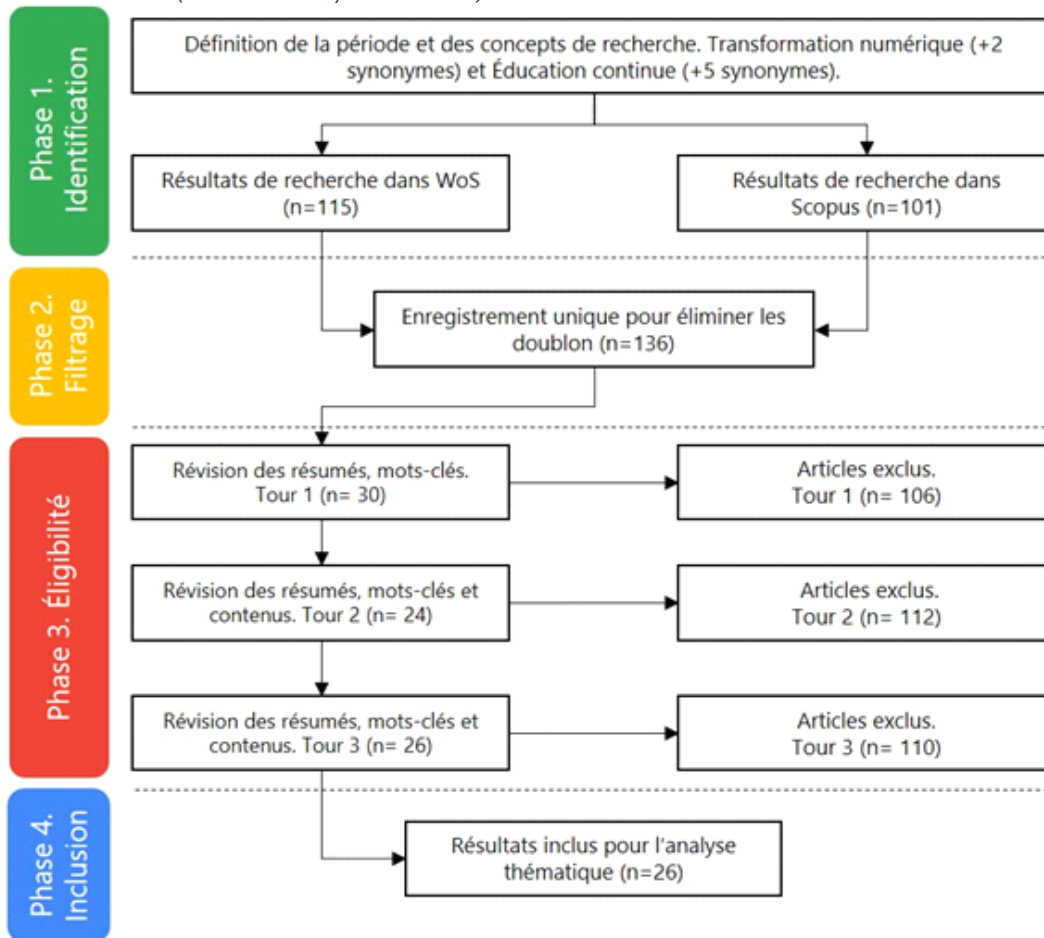 Phase 1.
Identification
Définition de la période et des concepts de recherche. Transformation numérique (+2
synonymes) et Éducation continue (+5 synonymes).
Résultats de recherche dans WoS
(n=115)
Résultats de recherche dans
Scopus (n=101)
Phase 2.
Filtrage
Enregistrement unique pour éliminer les
doublon (n=136)
Phase 3. Éligibilité
Révision des résumés, mots-clés.
Tour 1 (n= 30)
Articles exclus.
Tour 1 (n= 106)
Révision des résumés, mots-clés et
contenus. Tour 2 (n= 24)
Articles exclus.
Tour 2 (n= 112)
Révision des résumés, mots-clés et
contenus. Tour 3 (n= 26)
Articles exclus.
Tour 3 (n= 110)
Phase 4.
Inclusion
Résultats inclus pour l'analyse
thématique (n=26)